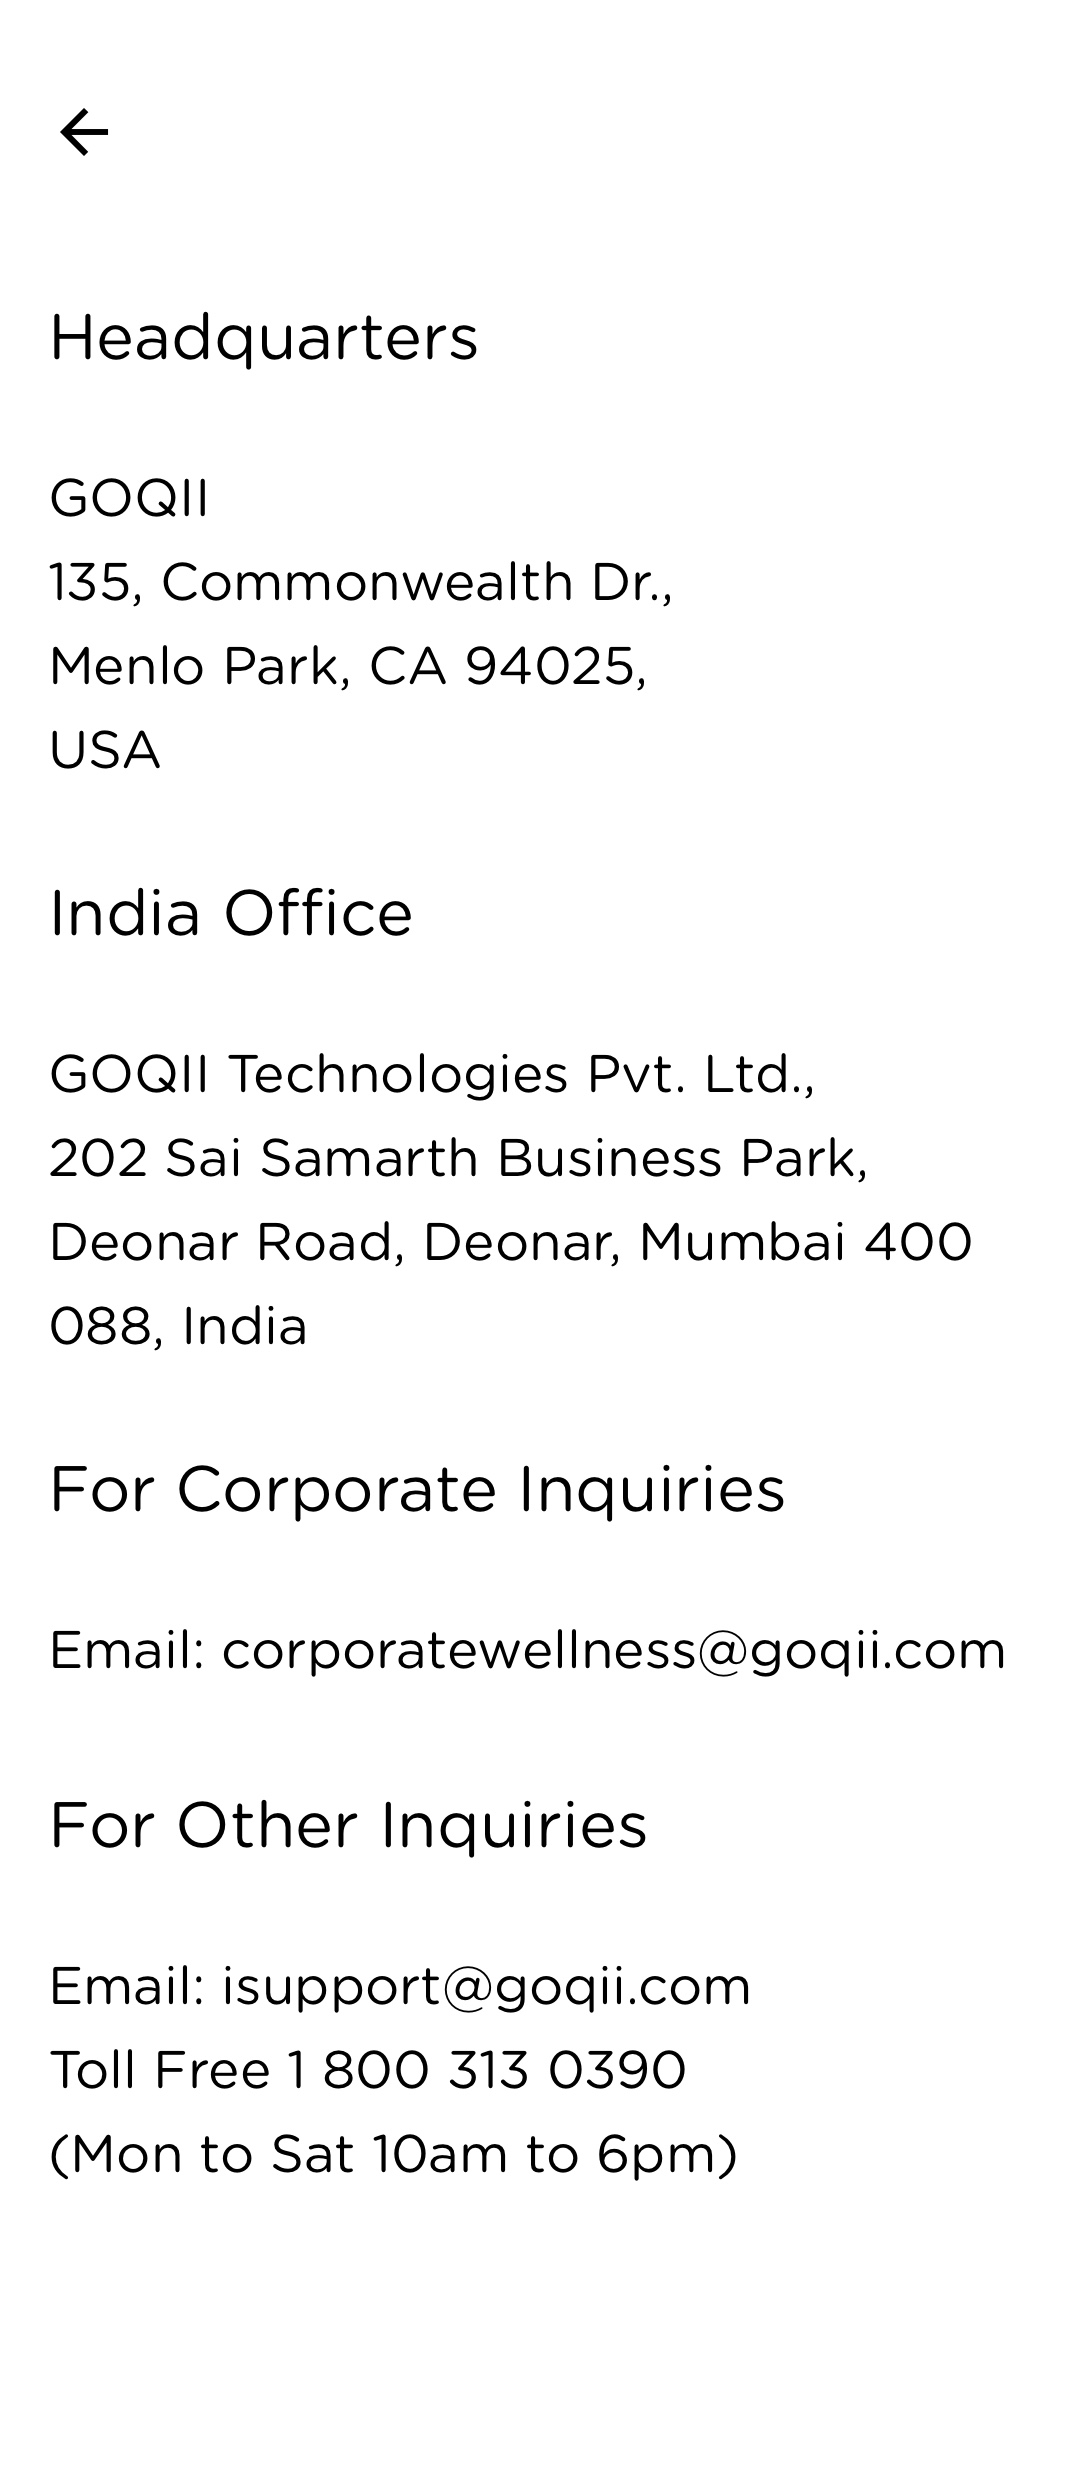 Headquarters
GOQII
135, Commonwealth Dr.,
Menlo Park, CA 94025,
USA
India Office
GOQII Technologies Pvt. Ltd.,
202 Sai Samarth Business Park,
Deonar Road, Deonar, Mumbai 400
088, India
For Corporate Inquiries
Email: corporatewellness@goqii.com
For Other Inquiries
Email: isupport@goqii.com
Toll Free 1 800 313 0390
(Mon to Sat 10am to 6pm)